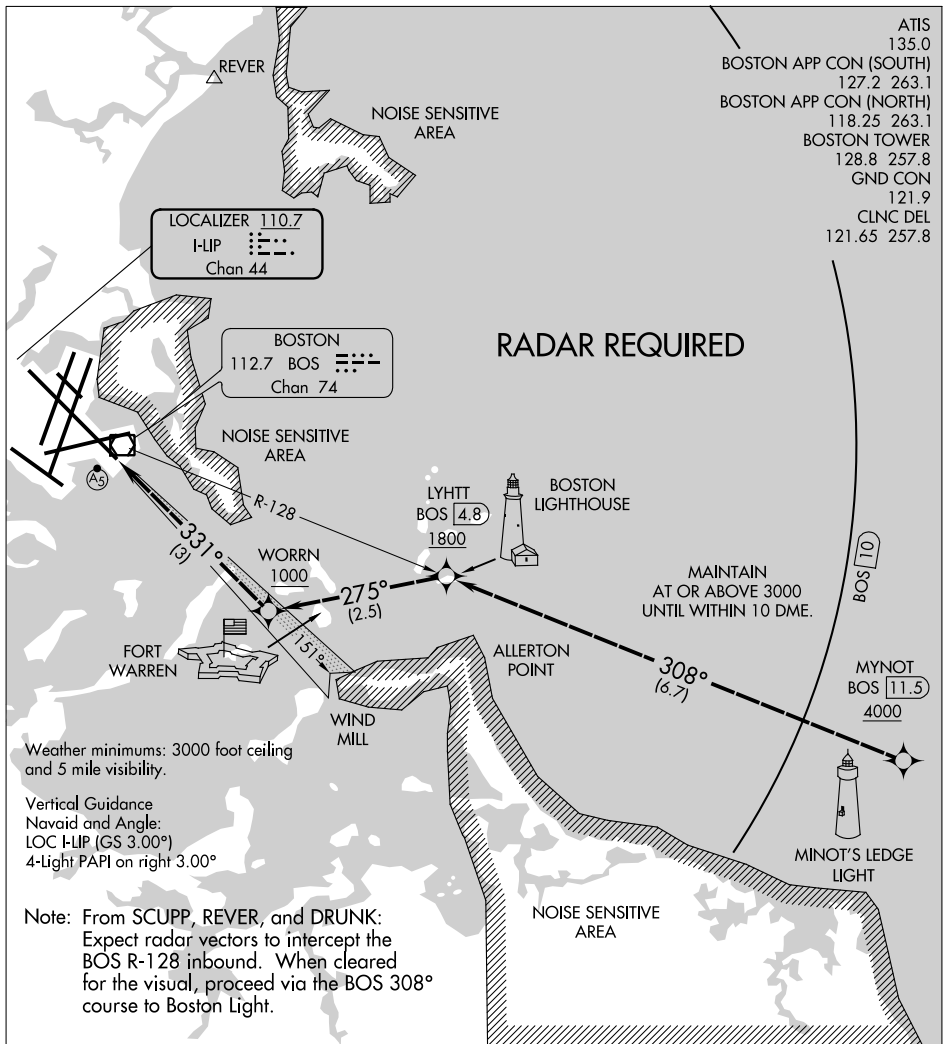 ATIS
135.0
BOSTON APP CON (SOUTH)
127.2 263.1
BOSTON APP CON (NORTH)
118.25 263.1
BOSTON TOWER
128.8 257.8
GND CON
121.9
CLNC DEL
121.65 257.8
REVER
NOISE SENSITIVE
AREA
LOCALIZER 110.7
I-LIP
Chan 44
RADAR REQUIRED
BOSTON
112.7 BOS
Chan 74
NOISE SENSITIVE
AREA
A5
R-128
LYHTT
BOS 4.8
1800
BOSTON
LIGHTHOUSE
331°
(3)
WORRN
1000
275°
(2.5)
MAINTAIN
AT OR ABOVE 3000
UNTIL WITHIN 10 DME.
BOS 10
FORT
WARREN
151°
ALLERTON
POINT
308°
(6.7)
MYNOT
BOS 11.5
4000
WIND
MILL
MINOT'S LEDGE
LIGHT
Weather minimums: 3000 foot ceiling
and 5 mile visibility.
Vertical Guidance
Navaid and Angle:
LOC I-LIP (GS 3.00°)
4-Light PAPI on right 3.00°
NOISE SENSITIVE
AREA
Note: From SCUPP, REVER, and DRUNK:
Expect radar vectors to intercept the
BOS R-128 inbound. When cleared
for the visual, proceed via the BOS 308°
course to Boston Light.